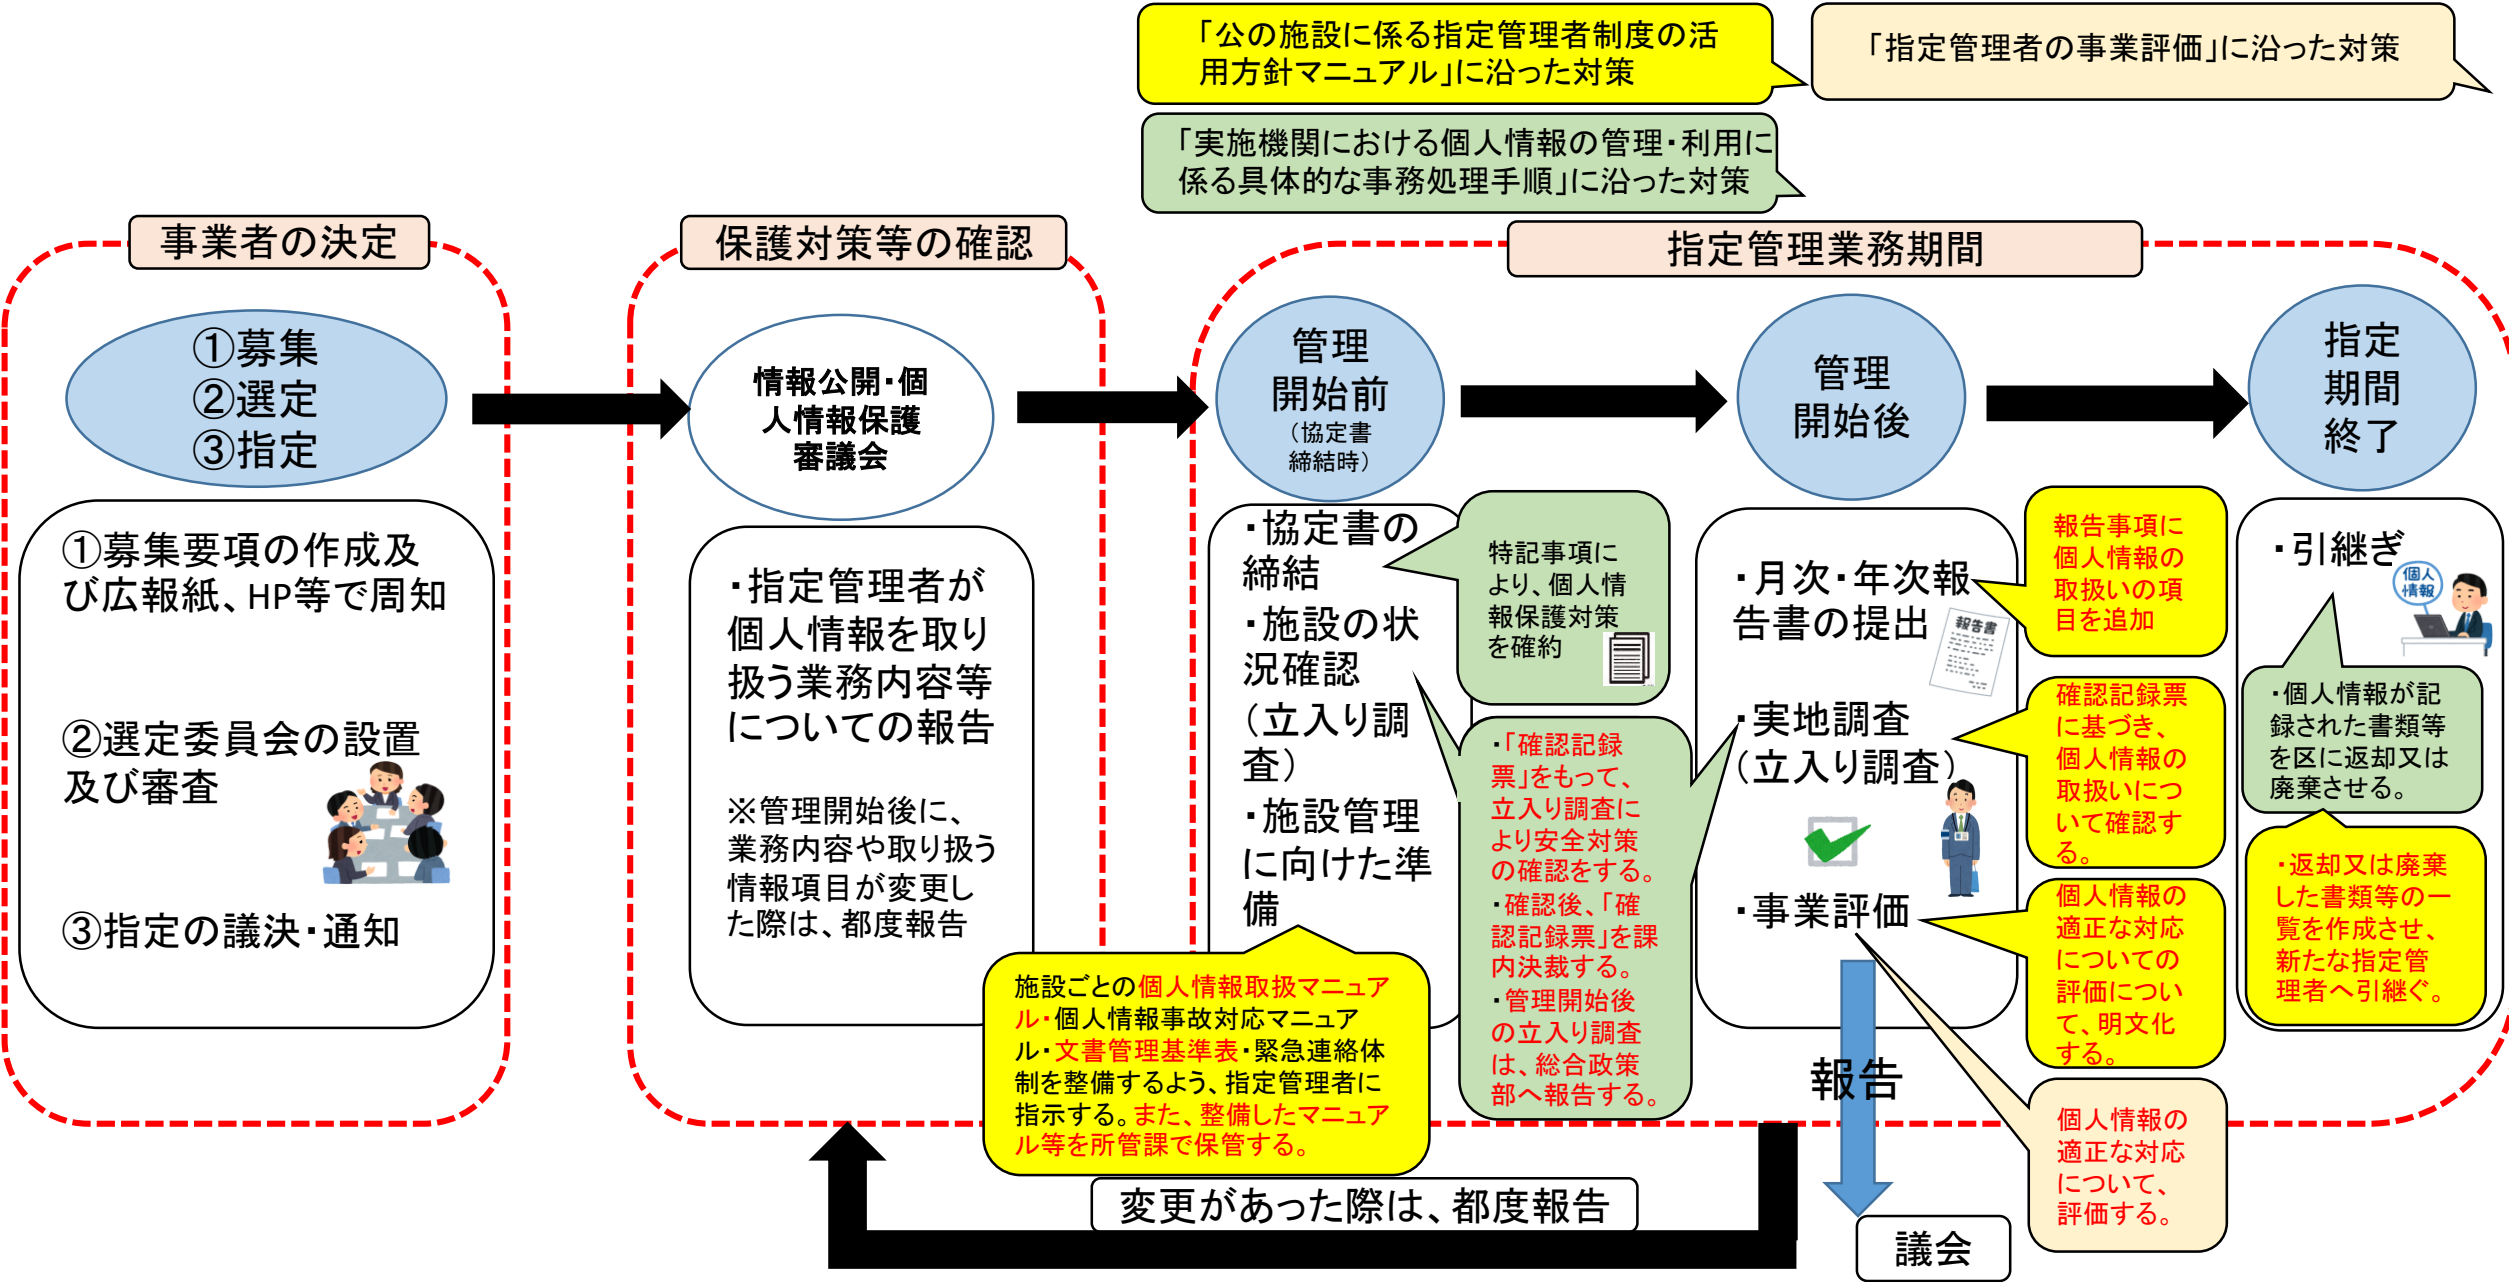 「公の施設に係る指定管理者制度の活
用方針マニュアル」に沿った対策
「指定管理者の事業評価」に沿った対策
「実施機関における個人情報の管理・利用に
係る具体的な事務処理手順」に沿った対策
事業者の決定
①募集
②選定
③指定
①募集要項の作成及
び広報紙、HP等で周知
②選定委員会の設置
及び審査
③指定の議決・通知
保護対策等の確認
情報公開・個
人情報保護
審議会
・指定管理者が
個人情報を取り
扱う業務内容等
についての報告
※管理開始後に、
業務内容や取り扱う
情報項目が変更し
た際は、都度報告
指定管理業務期間
管理
開始前
（協定書
締結時）
・協定書の
締結
・施設の状
況確認
（立入り調
査）
・施設管理
に向けた準
備
特記事項に
より、個人情
報保護対策
を確約
・「確認記録
票」をもって、
立入り調査に
より安全対策
の確認をする。
・確認後、「確
認記録票」を課
内決裁する。
・管理開始後
の立入り調査
は、総合政策
部へ報告する。
施設ごとの個人情報取扱マニュア
ル・個人情報事故対応マニュア
ル・文書管理基準表・緊急連絡体
制を整備するよう、指定管理者に
指示する。また、整備したマニュア
ル等を所管課で保管する。
管理
開始後
・月次・年次報
告書の提出
報告書
・実地調査
（立入り調査）
・事業評価
報告事項に
個人情報の
取扱いの項
目を追加
確認記録票
に基づき、
個人情報の
取扱いにつ
いて確認す
る。
個人情報の
適正な対応
についての
評価につい
て、明文化
する。
個人情報の
適正な対応
について、
評価する。
指定
期間
終了
・引継ぎ
個人
情報
・個人情報が記
録された書類等
を区に返却又は
廃棄させる。
・返却又は廃棄
した書類等の一
覧を作成させ、
新たな指定管
理者へ引継ぐ。
報告
議会
変更があった際は、都度報告